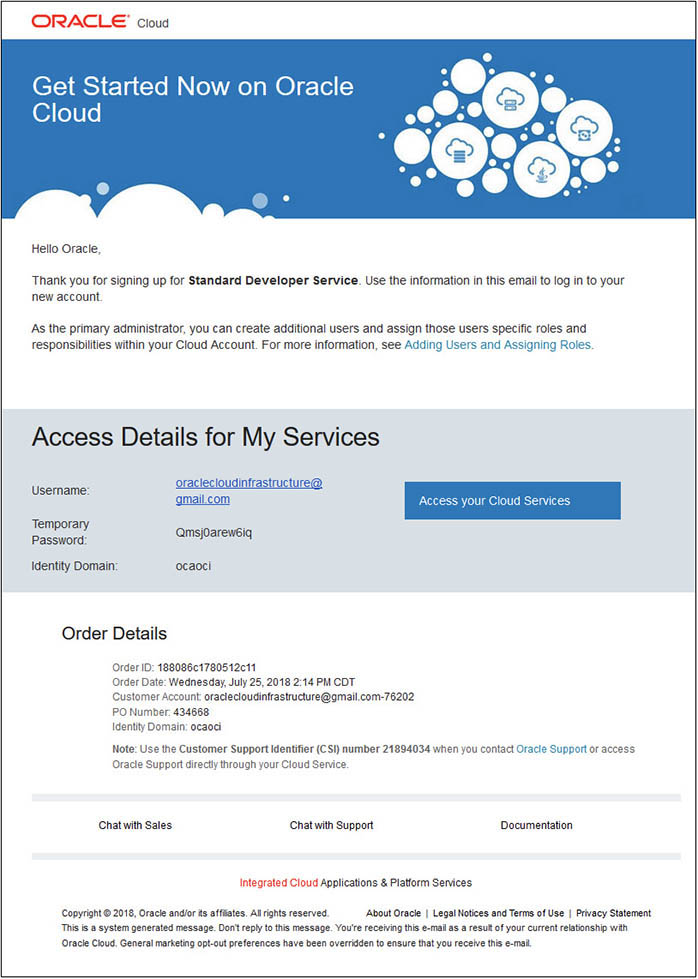 ORACLE® Cloud
Get Started Now on Oracle
Cloud
Hello Oracle,
Thank you for signing up for Standard Developer Service. Use the information in this email to log in to your
new account.
As the primary administrator, you can create additional users and assign those users specific roles and
responsibilities within your Cloud Account. For more information, see Adding Users and Assigning Roles.
Access Details for My Services
Username:
oraclecloudinfrastructure@
gmail.com
Access your Cloud Services
Temporary
Password:
Qmsj0arew6iq
Identity Domain:
ocaoci
Order Details
Order ID: 188086c1780512c11
Order Date: Wednesday, July 25, 2018 2:14 PM CDT
Customer Account: oraclecloudinfrastructure@gmail.com-76202
PO Number: 434668
Identity Domain: ocaoci
Note: Use the Customer Support Identifier (CSI) number 21894034 when you contact Oracle Support or access
Oracle Support directly through your Cloud Service.
Chat with Sales
Chat with Support
Documentation
Integrated Cloud Applications & Platform Services
Copyright © 2018, Oracle and/or its affiliates. All rights reserved.
About Oracle | Legal Notices and Terms of Use | Privacy Statement
This is a system generated message. Don't reply to this message. You're receiving this e-mail as a result of your current relationship with
Oracle Cloud. General marketing opt-out preferences have been overridden to ensure that you receive this e-mail.